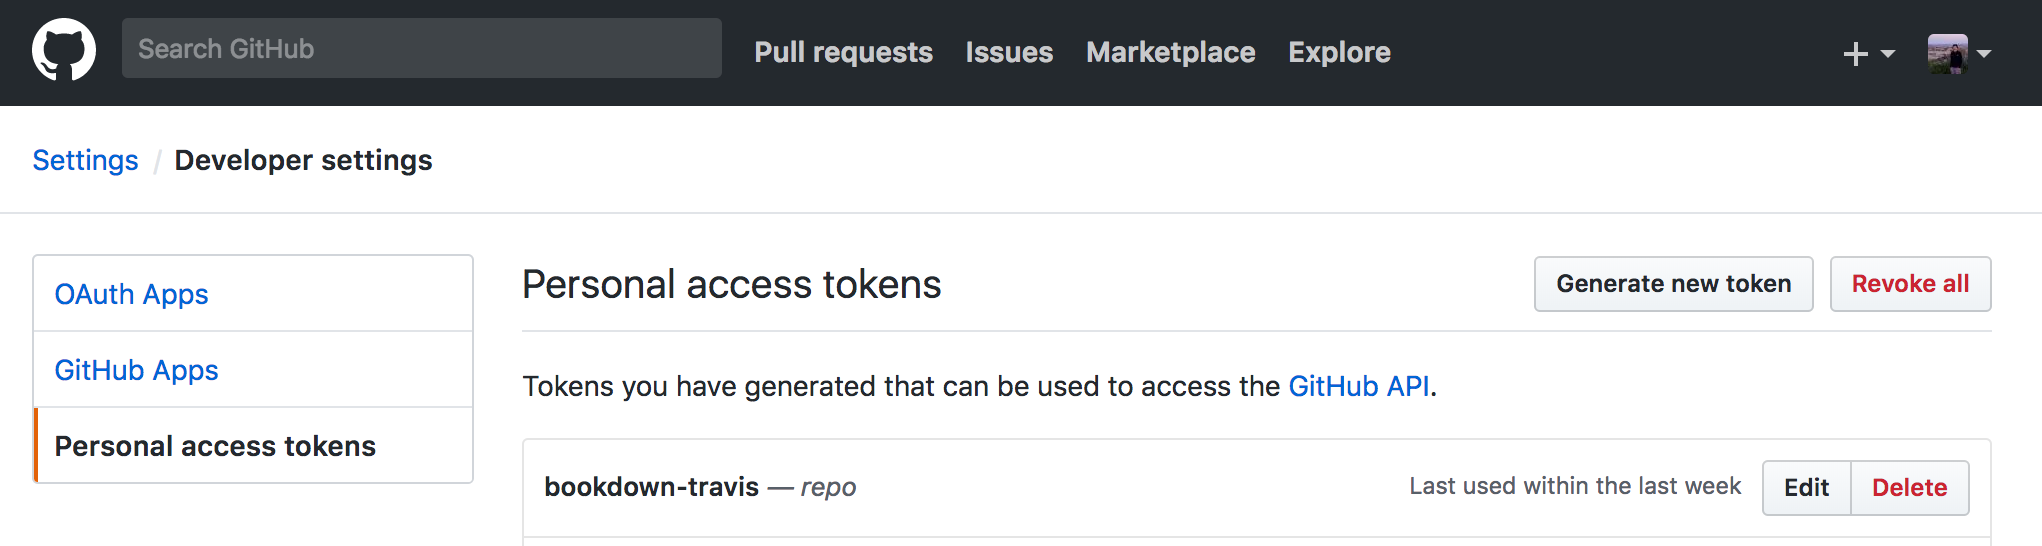 Search GitHub Pull requests Issues Marketplace Explore
Settings / Developer settings
OAuth Apps
GitHub Apps
Personal access tokens
Personal access tokens Generate new token Revoke all
Tokens you have generated that can be used to access the GitHub API.
bookdown-travis — repo Last used within the last week Edit Delete